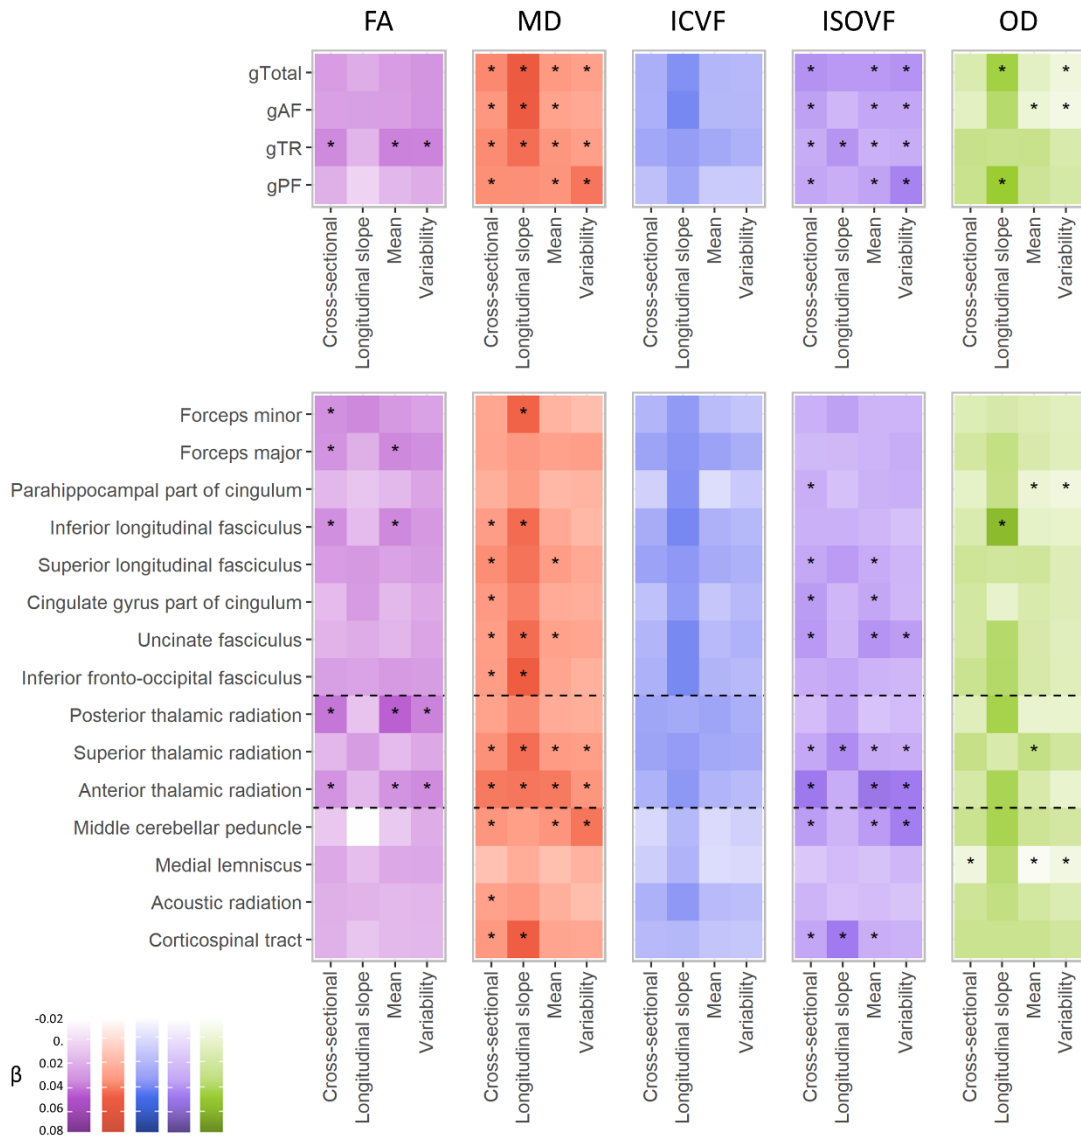 FA MD ICVF ISOVF OD
gTotal * * * * * * * * *
gAF * * * * * * * *
gTR * * * * * * * * * * *
gPF * * * * * * *
Cross-sectional Longitudinal slope Mean Variability Cross-sectional Longitudinal slope Mean Variability Cross-sectional Longitudinal slope Mean Variability Cross-sectional Longitudinal slope Mean Variability Cross-sectional Longitudinal slope Mean Variability
Forceps minor * *
Forceps major * *
Parahippocampal part of cingulum * * *
Inferior longitudinal fasciculus * * * * *
Superior longitudinal fasciculus * * * *
Cingulate gyrus part of cingulum * * *
Uncinate fasciculus * * * * * *
Inferior fronto-occipital fasciculus * *
Posterior thalamic radiation * * *
Superior thalamic radiation * * * * * * * * *
Anterior thalamic radiation * * * * * * * * * *
Middle cerebellar peduncle * * * * * *
Medial lemniscus * * *
Acoustic radiation *
Corticospinal tract * * * * *
Cross-sectional Longitudinal slope Mean Variability Cross-sectional Longitudinal slope Mean Variability Cross-sectional Longitudinal slope Mean Variability Cross-sectional Longitudinal slope Mean Variability Cross-sectional Longitudinal slope Mean Variability
β
-0.02
0.
0.02
0.04
0.06
0.08